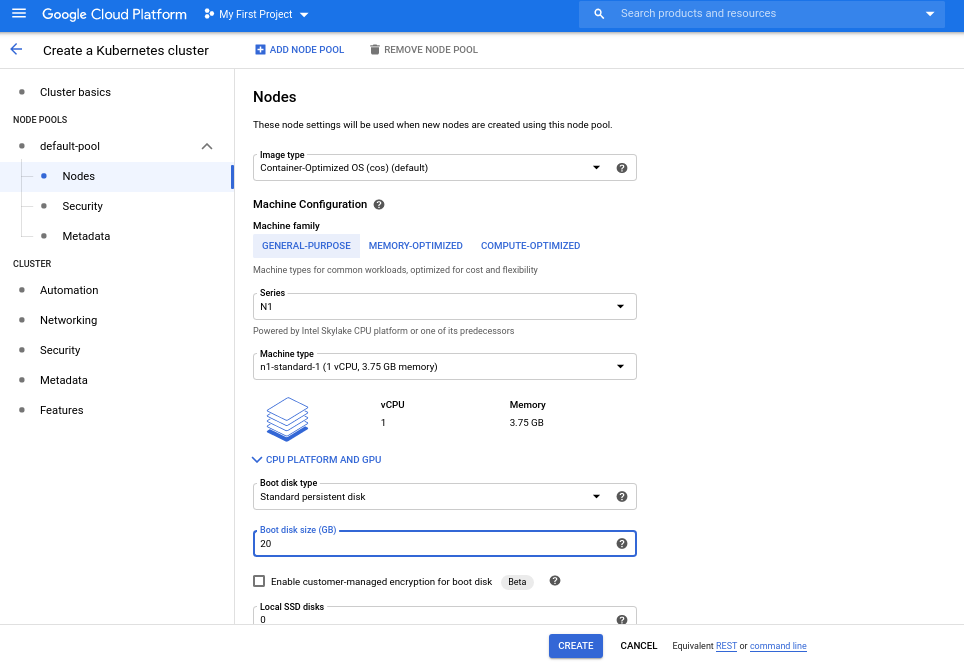 Google Cloud Platform My First Project Search products and resources
Create a Kubernetes cluster ADD NODE POOL REMOVE NODE POOL
Cluster basics
NODE POOLS
default-pool
Nodes
Security
Metadata
CLUSTER
Automation
Networking
Security
Metadata
Features
Nodes
These node settings will be used when new nodes are created using this node pool.
Image type
Container-Optimized OS (cos) (default)
Machine Configuration
Machine family
GENERAL-PURPOSE MEMORY-OPTIMIZED COMPUTE-OPTIMIZED
Machine types for common workloads, optimized for cost and flexibility
Series
N1
Powered by Intel Skylake CPU platform or one of its predecessors
Machine type
n1-standard-1 (1 vCPU, 3.75 GB memory)
vCPU Memory
1 3.75 GB
CPU PLATFORM AND GPU
Boot disk type
Standard persistent disk
Boot disk size (GB)
20
Enable customer-managed encryption for boot disk Beta
Local SSD disks
0
CREATE CANCEL Equivalent REST or command line